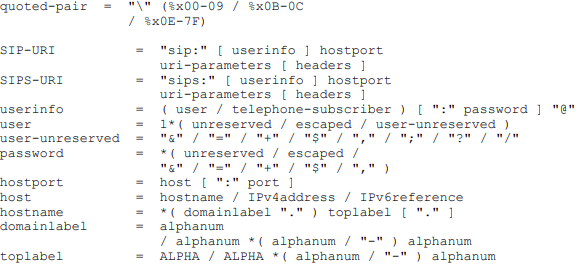 quoted-pair  =  "\" (%x00-09 / %x0B-0C
                / %x0E-7F)

SIP-URI          =  "sip:" [ userinfo ] hostport
                    uri-parameters [ headers ]
SIPS-URI         =  "sips:" [ userinfo ] hostport
                    uri-parameters [ headers ]
userinfo         =  ( user / telephone-subscriber ) [ ":" password ] "@"
user             =  1*( unreserved / escaped / user-unreserved )
user-unreserved  =  "&" / "=" / "+" / "$" / "," / ";" / "?" / "/"
password         =  *( unreserved / escaped /
                    "&" / "=" / "+" / "$" / "," )
hostport         =  host [ ":" port ]
host             =  hostname / IPv4address / IPv6reference
hostname         =  *( domainlabel "." ) toplabel [ "." ]
domainlabel      =  alphanum
                    / alphanum *( alphanum / "-" ) alphanum
toplabel         =  ALPHA / ALPHA *( alphanum / "-" ) alphanum